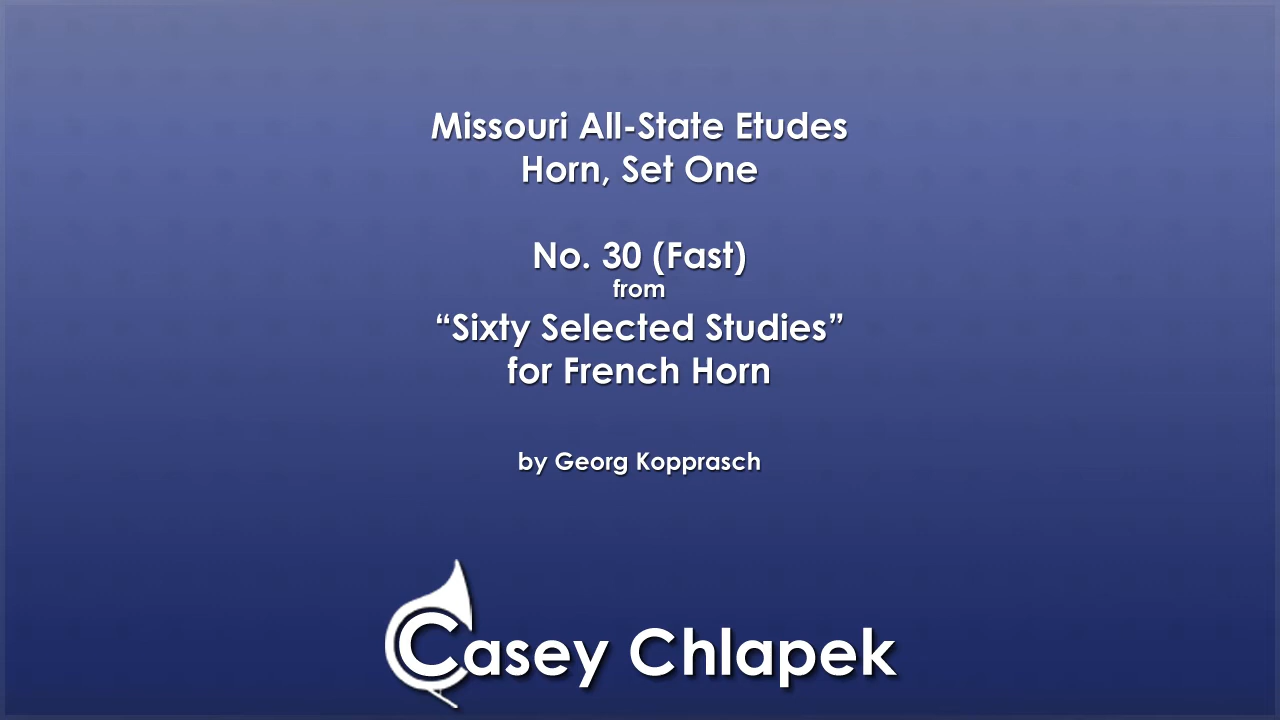 Missouri All-State Etudes
Horn, Set One
No. 30 (Fast)
from
“Sixty Selected Studies”
for French Horn
by Georg Kopprasch
Casey Chlapek